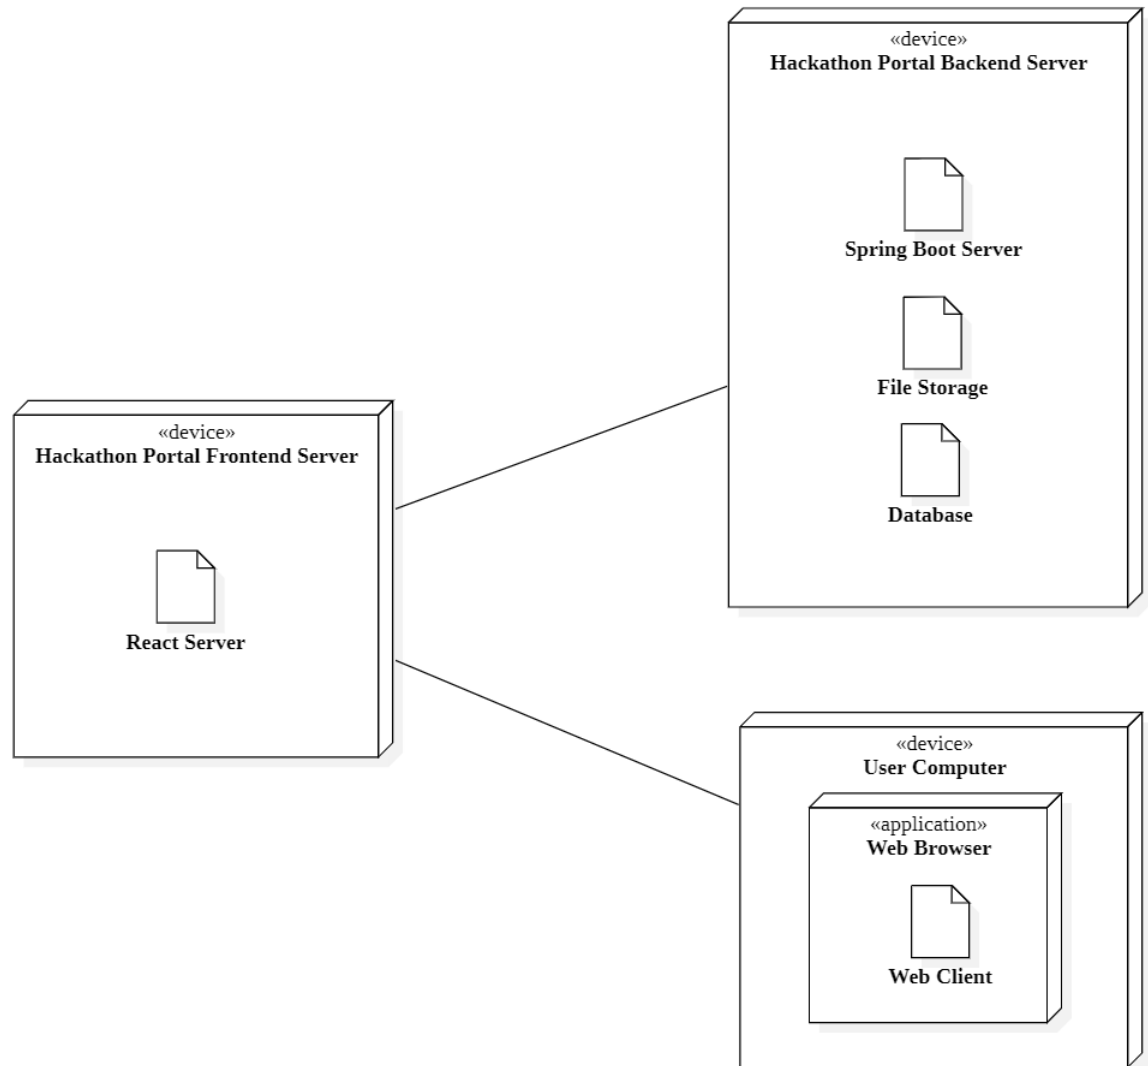 «device»
Hackathon Portal Backend Server
Spring Boot Server
File Storage
Database
«device»
Hackathon Portal Frontend Server
React Server
«device»
User Computer
«application»
Web Browser
Web Client